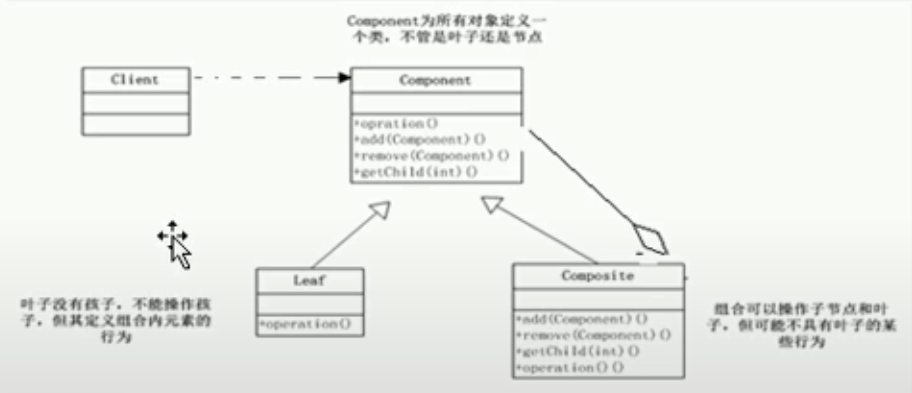 Component为所有对象定义一
个类，不管是叶子还是节点
Client
Component
+opration()
+add(Component)()
+remove(Component)()
+getChild(int)()
Leaf
+operation()
Composite
+add(Component)()
+remove(Component)()
+getChild(int)()
+operation()()
叶子没有孩子，不能操作孩
子，但其定义组合内元素的
行为
组合可以操作子节点和叶
子，但可能不具有叶子的某
些行为